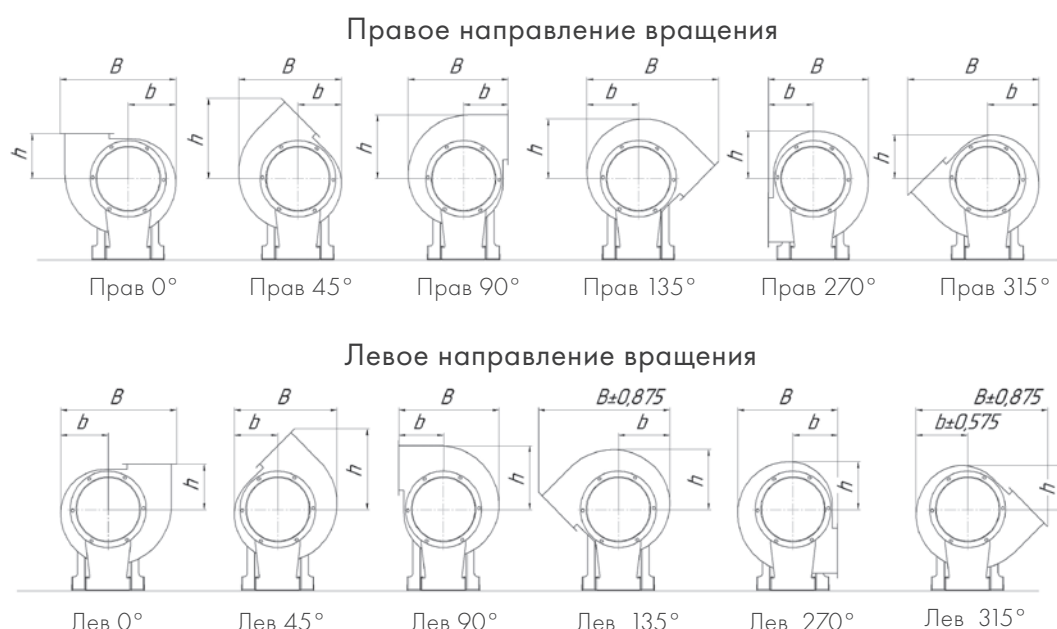 Правое направление вращения
B B B B B B
b b b b b b
h h h h h h
Прав 0° Прав 45° Прав 90° Прав 135° Прав 270° Прав 315°
Левое направление вращения
B B B B±0,875 B B±0,875
b b b b b b±0,575
h h h h h h
Лев 0° Лев 45° Лев 90° Лев 135° Лев 270° Лев 315°